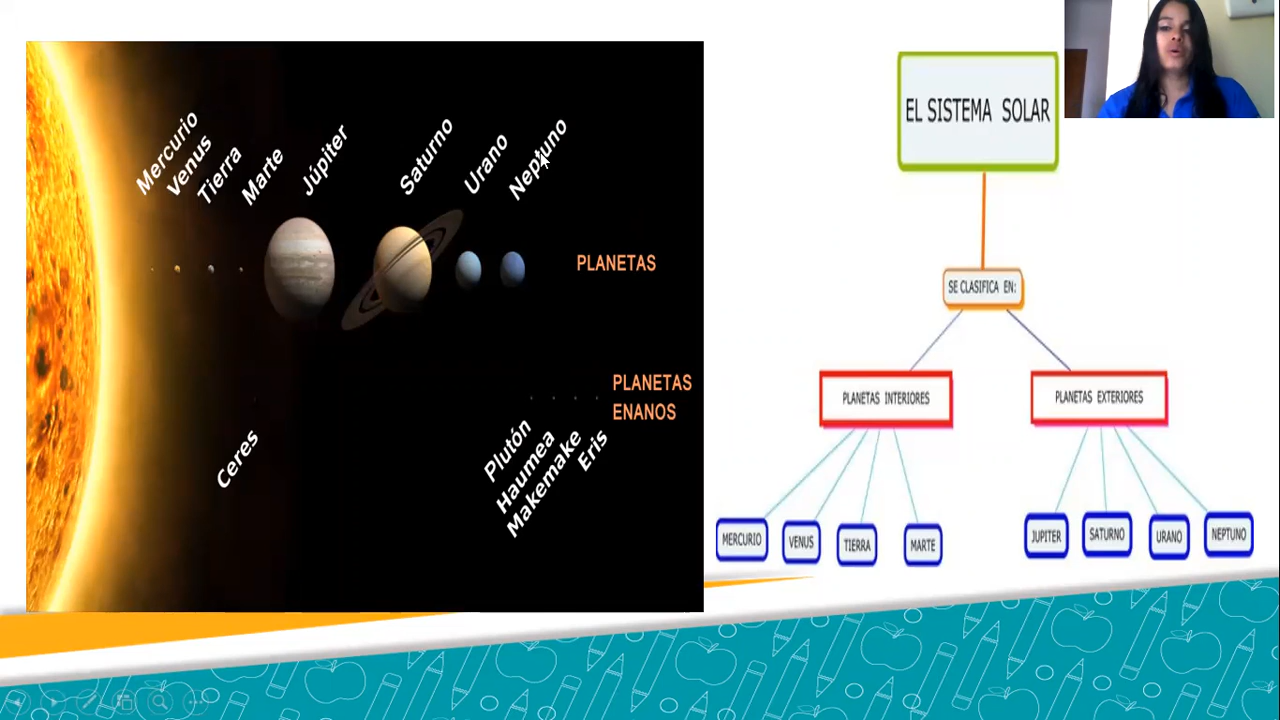 Mercurio
Venus
Tierra
Marte
Júpiter
Saturno
Urano
Neptuno
PLANETAS
PLANETAS
ENANOS
Ceres
Plutón
Haumea
Makemake
Eris
EL SISTEMA SOLAR
SE CLASIFICA EN:
PLANETAS INTERIORES
PLANETAS EXTERIORES
MERCURIO
VENUS
TIERRA
MARTE
JUPITER
SATURNO
URANO
NEPTUNO